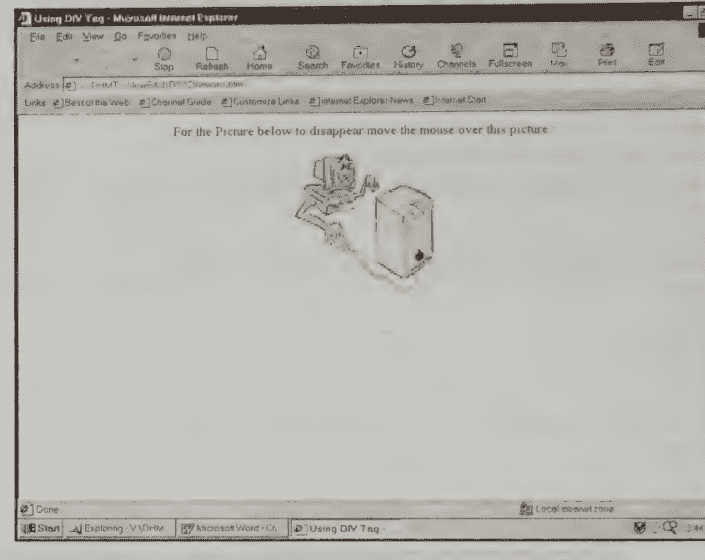 Using DIV Tag - Microsoft Internet Explorer
File Edit View Go Favorites Help
Stop Refresh Home Search Favorites History Channels Fullscreen Mail Print Edit
Address
Links Best of the Web Channel Guide Customize Links Internet Explorer News Internet Start
For the Picture below to disappear move the mouse over this picture
Done Local intranet zone
Start Exploring - V:\DHM... Microsoft Word - Ch... Using DIV Tag -